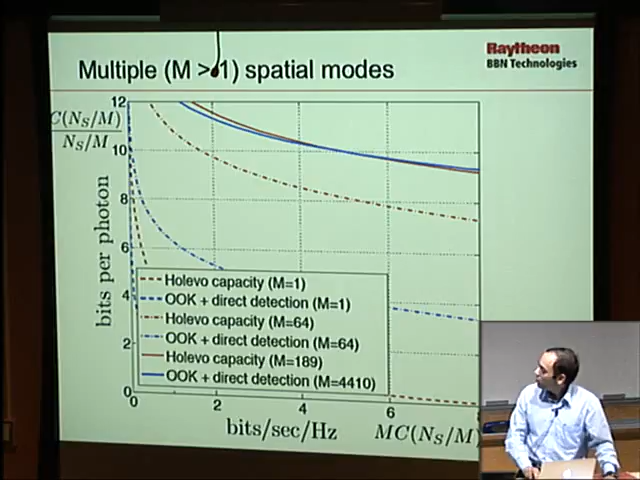 Raytheon
BBN Technologies
Multiple (M > 1) spatial modes
C(N_S/M)
N_S/M
bits per photon
12
10
8
6
4
2
0
Holevo capacity (M=1)
OOK + direct detection (M=1)
Holevo capacity (M=64)
OOK + direct detection (M=64)
Holevo capacity (M=189)
OOK + direct detection (M=4410)
0 2 4 6
bits/sec/Hz MC(N_S/M)